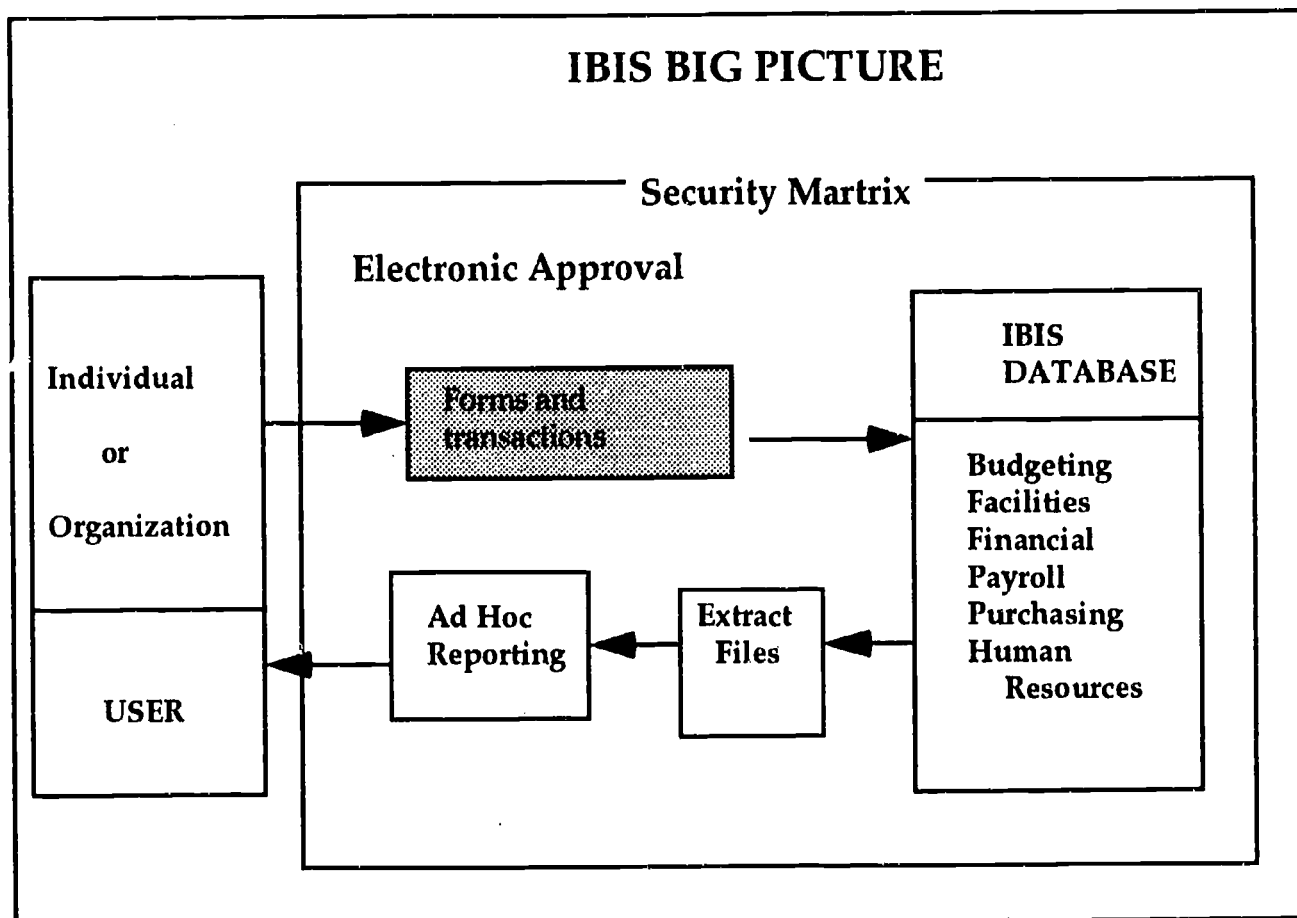 IBIS BIG PICTURE
Security Martrix
Electronic Approval
Individual
or
Organization
USER
Forms and
transactions
IBIS
DATABASE
Budgeting
Facilities
Financial
Payroll
Purchasing
Human
Resources
Ad Hoc
Reporting
Extract
Files